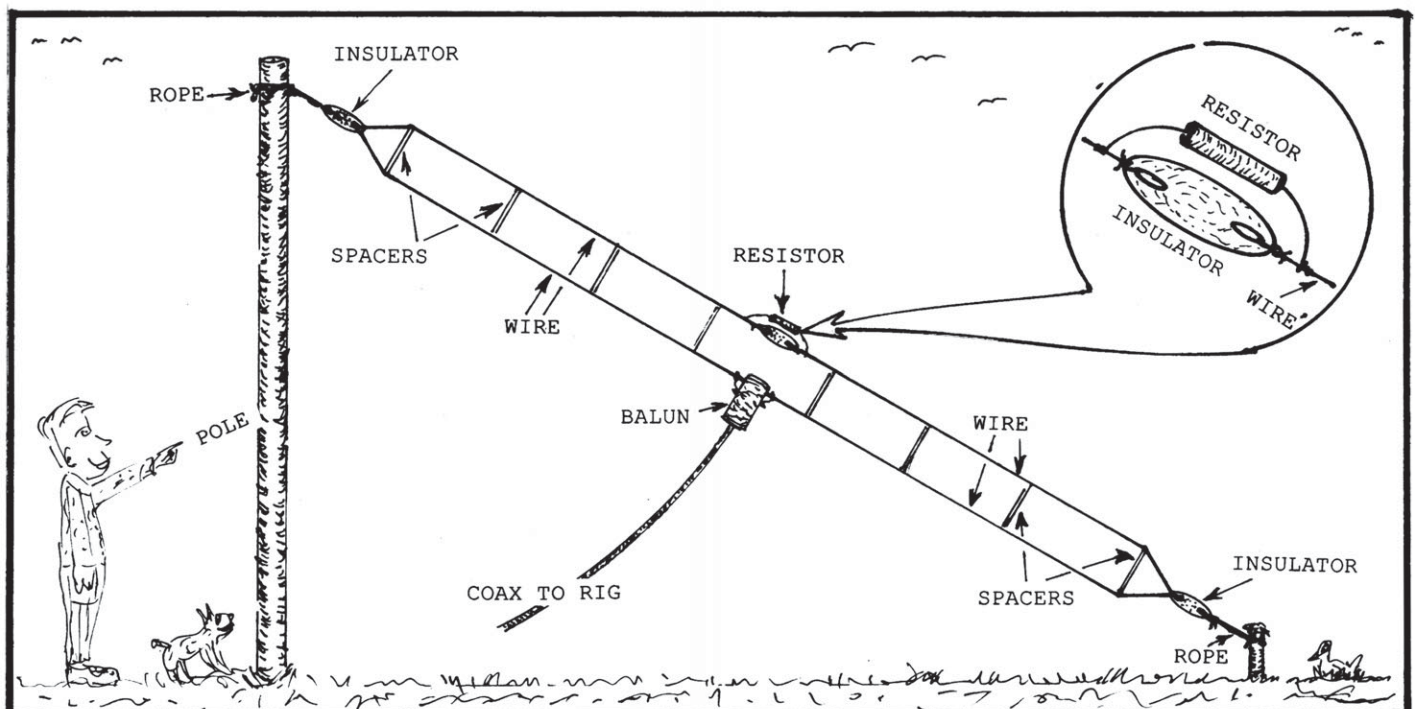 INSULATOR
ROPE
RESISTOR
INSULATOR
WIRE
SPACERS
RESISTOR
WIRE
BALUN
POLE
WIRE
COAX TO RIG
SPACERS
INSULATOR
ROPE